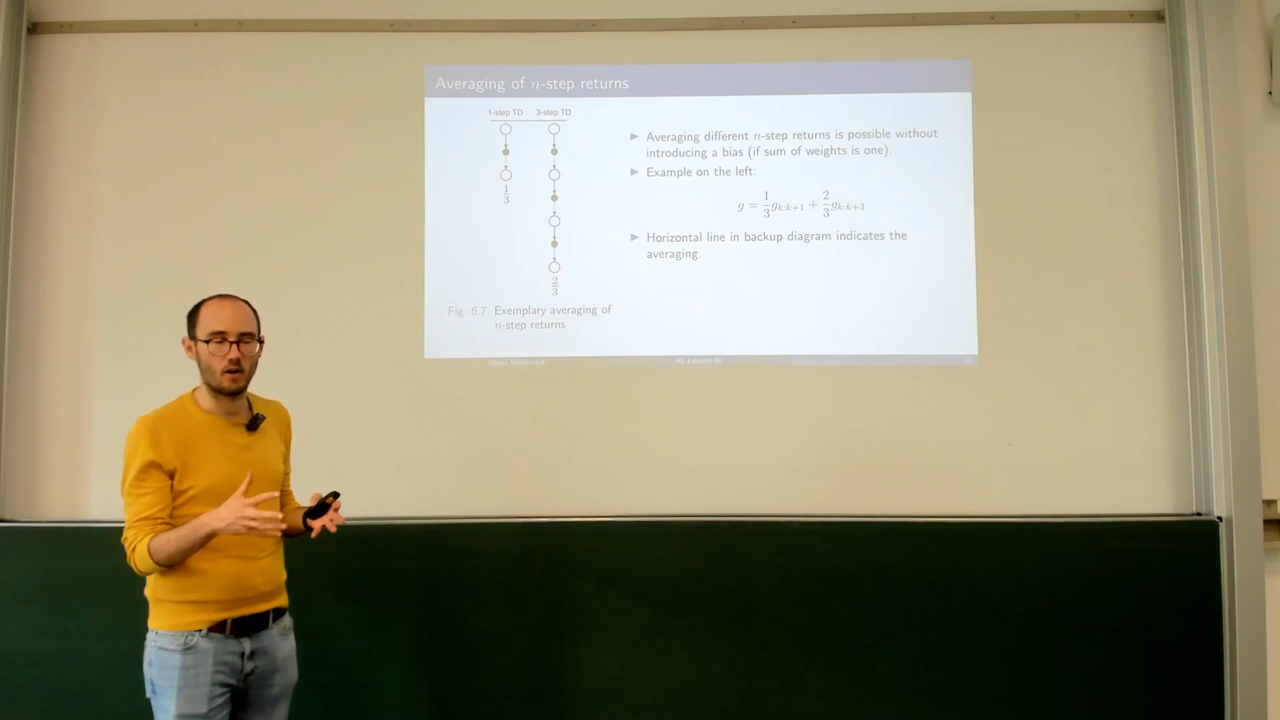 Averaging of n-step returns
1-step TD 3-step TD
1/3
2/3
Fig. 6.7 Exemplary averaging of
n-step returns
▶ Averaging different n-step returns is possible without
introducing a bias (if sum of weights is one).
▶ Example on the left:
g = 1/3 g_{k:k+1} + 2/3 g_{k:k+3}
▶ Horizontal line in backup diagram indicates the
averaging.
RL Lecture 06